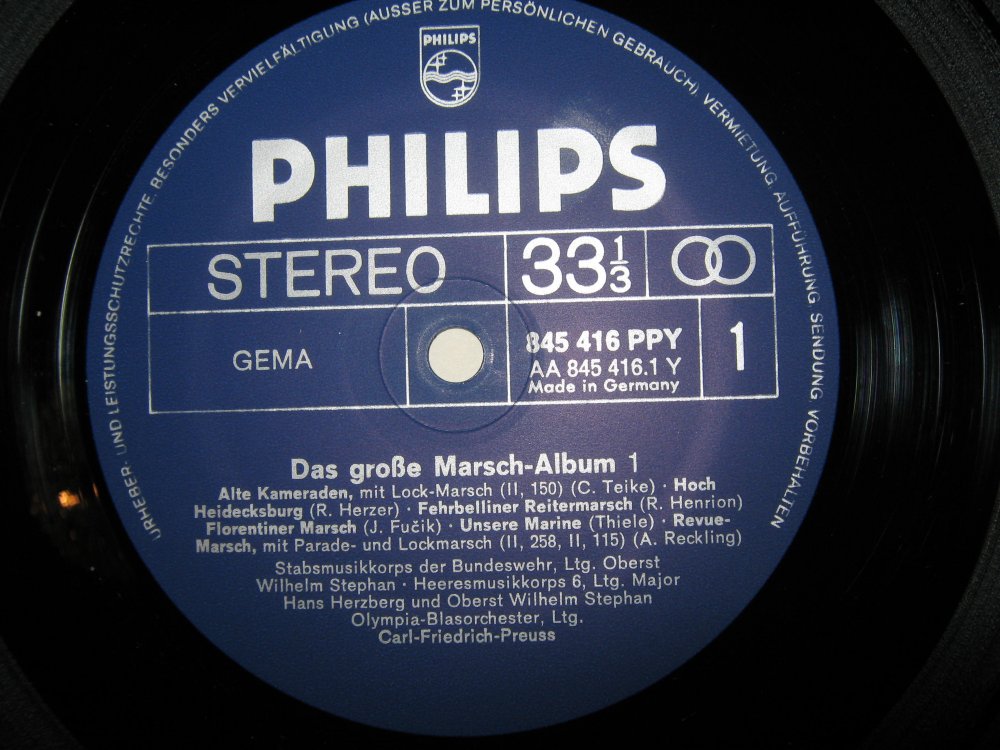 URHEBER- UND LEISTUNGSSCHUTZRECHTE, BESONDERS VERVIELFÄLTIGUNG (AUSSER ZUM PERSÖNLICHEN GEBRAUCH), VERMIETUNG, AUFFÜHRUNG, SENDUNG VORBEHALTEN
PHILIPS
PHILIPS
STEREO 33 1/3
GEMA
845 416 PPY
AA 845 416.1 Y
Made in Germany
1
Das große Marsch-Album 1
Alte Kameraden, mit Lock-Marsch (II, 150) (C. Teike) · Hoch
Heidecksburg (R. Herzer) · Fehrbelliner Reitermarsch (R. Henrion)
Florentiner Marsch (J. Fučik) · Unsere Marine (Thiele) · Revue-
Marsch, mit Parade- und Lockmarsch (II, 258, II, 115) (A. Reckling)
Stabsmusikkorps der Bundeswehr, Ltg. Oberst
Wilhelm Stephan · Heeresmusikkorps 6, Ltg. Major
Hans Herzberg und Oberst Wilhelm Stephan
Olympia-Blasorchester, Ltg.
Carl-Friedrich-Preuss